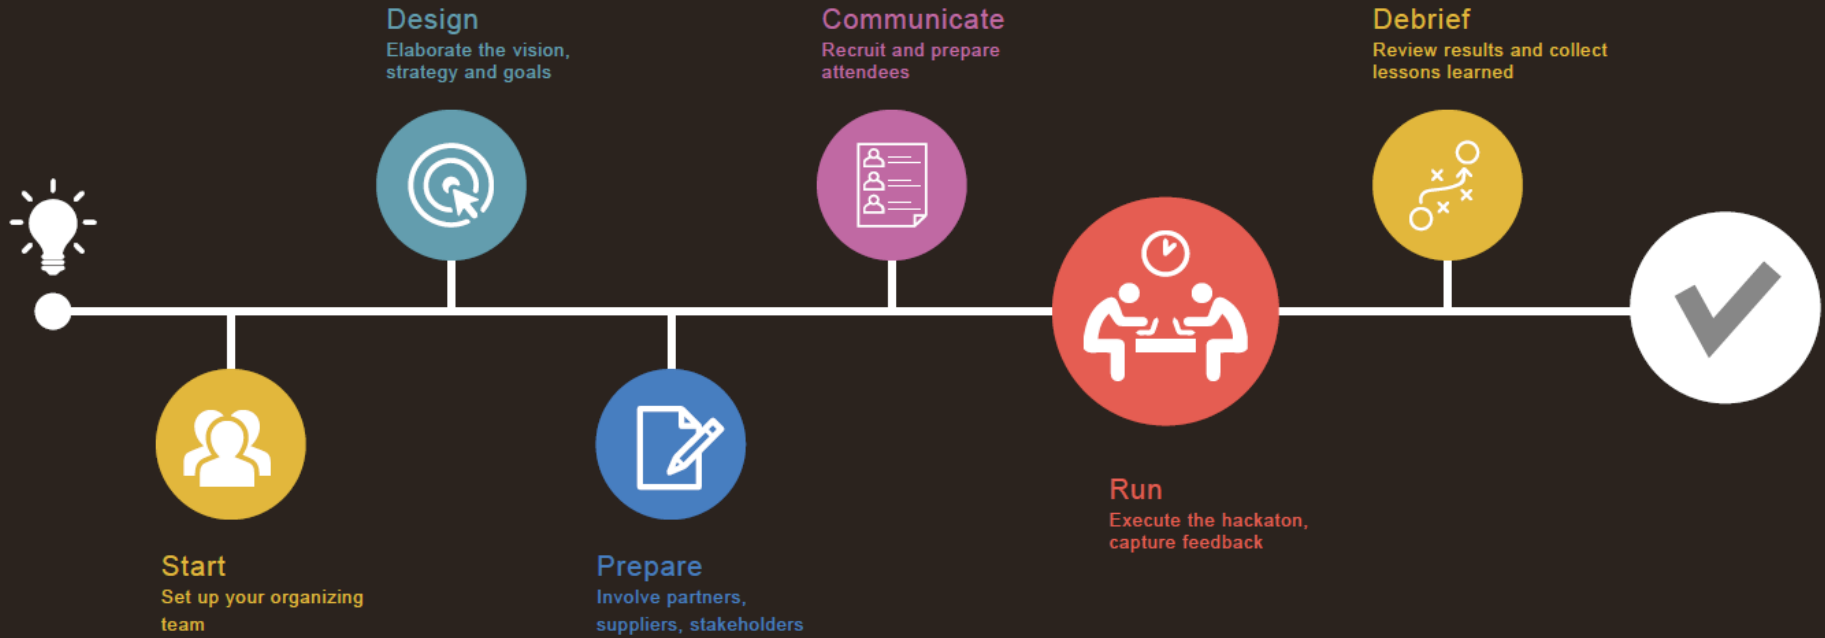 Design
Elaborate the vision,
strategy and goals
Communicate
Recruit and prepare
attendees
Debrief
Review results and collect
lessons learned
Start
Set up your organizing
team
Prepare
Involve partners,
suppliers, stakeholders
Run
Execute the hackaton,
capture feedback